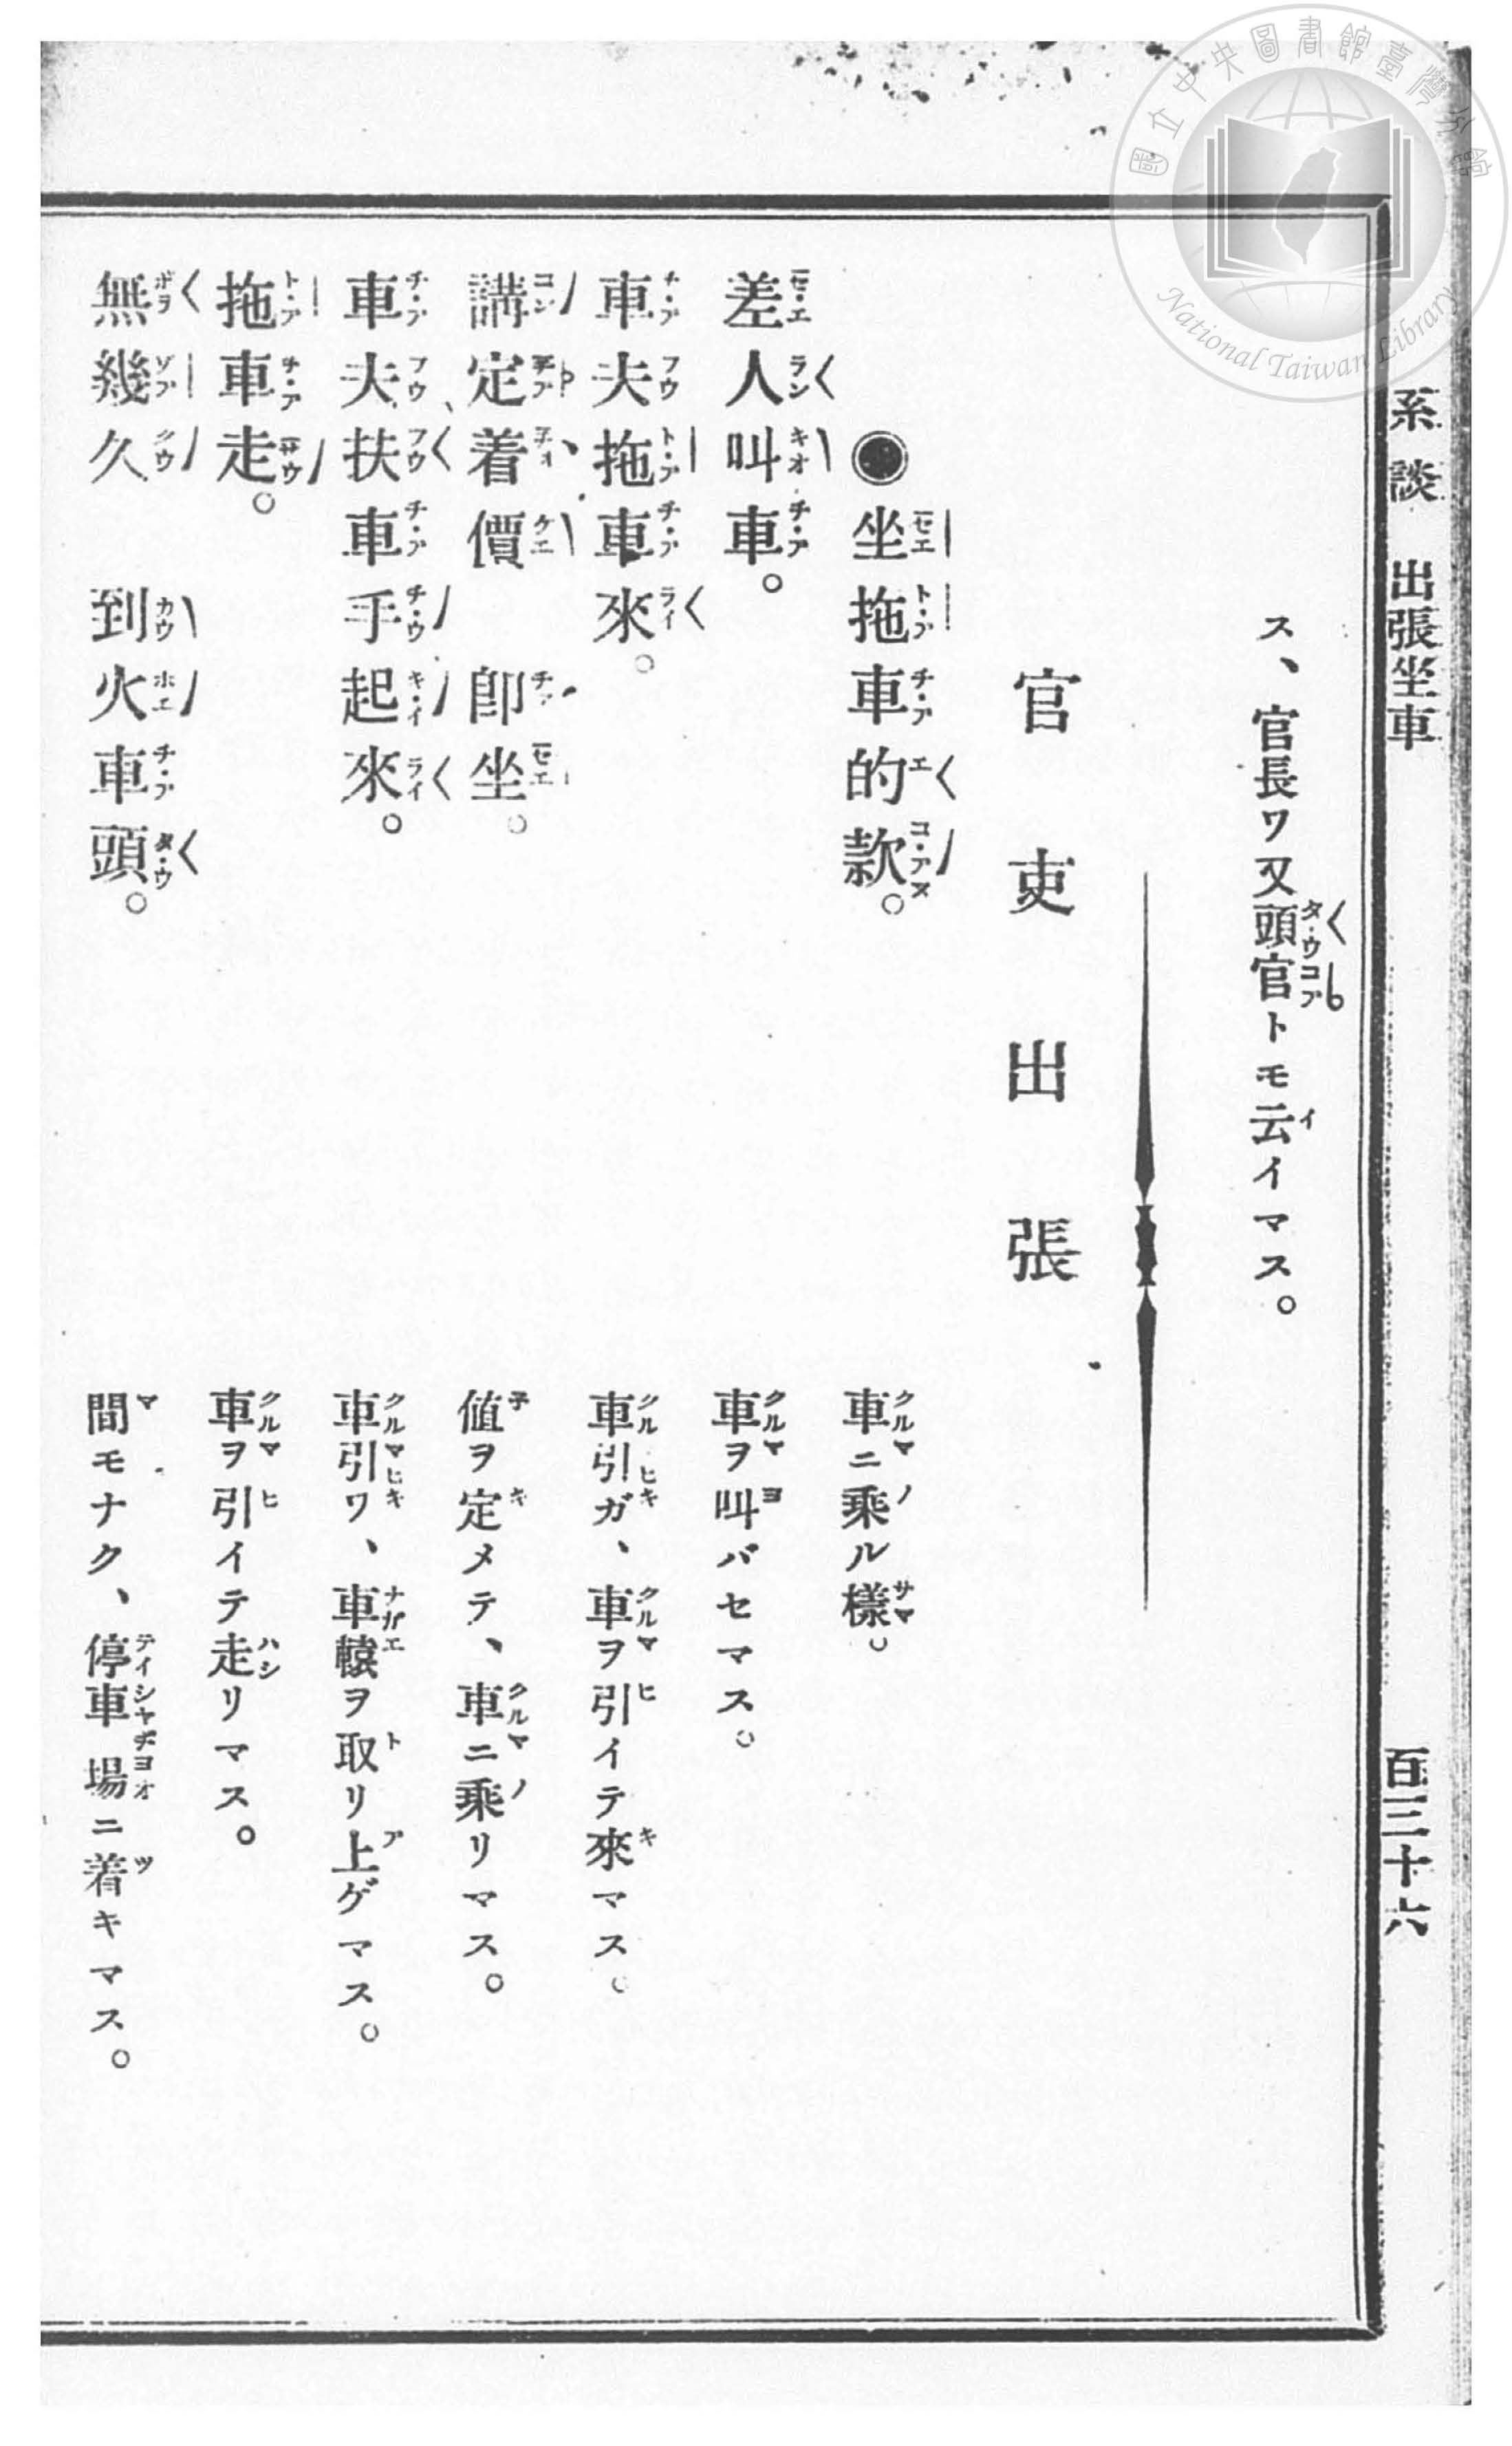 國立中央圖書館臺灣分館
National Taiwan Library
系談 出張坐車 百三十六
ス、官長ワ又頭官トモ云イマス。
官吏出張
●坐拖車的款。 車ニ乘ル樣。
差人叫車。 車ヲ叫バセマス。
車夫拖車來。 車引ガ、車ヲ引イテ來マス。
講定着價 卽坐。 値ヲ定メテ、車ニ乘リマス。
車夫扶車手起來。 車引ワ、車轅ヲ取リ上ゲマス。
拖車走。 車ヲ引イテ走リマス。
無幾久 到火車頭。 間モナク、停車場ニ着キマス。